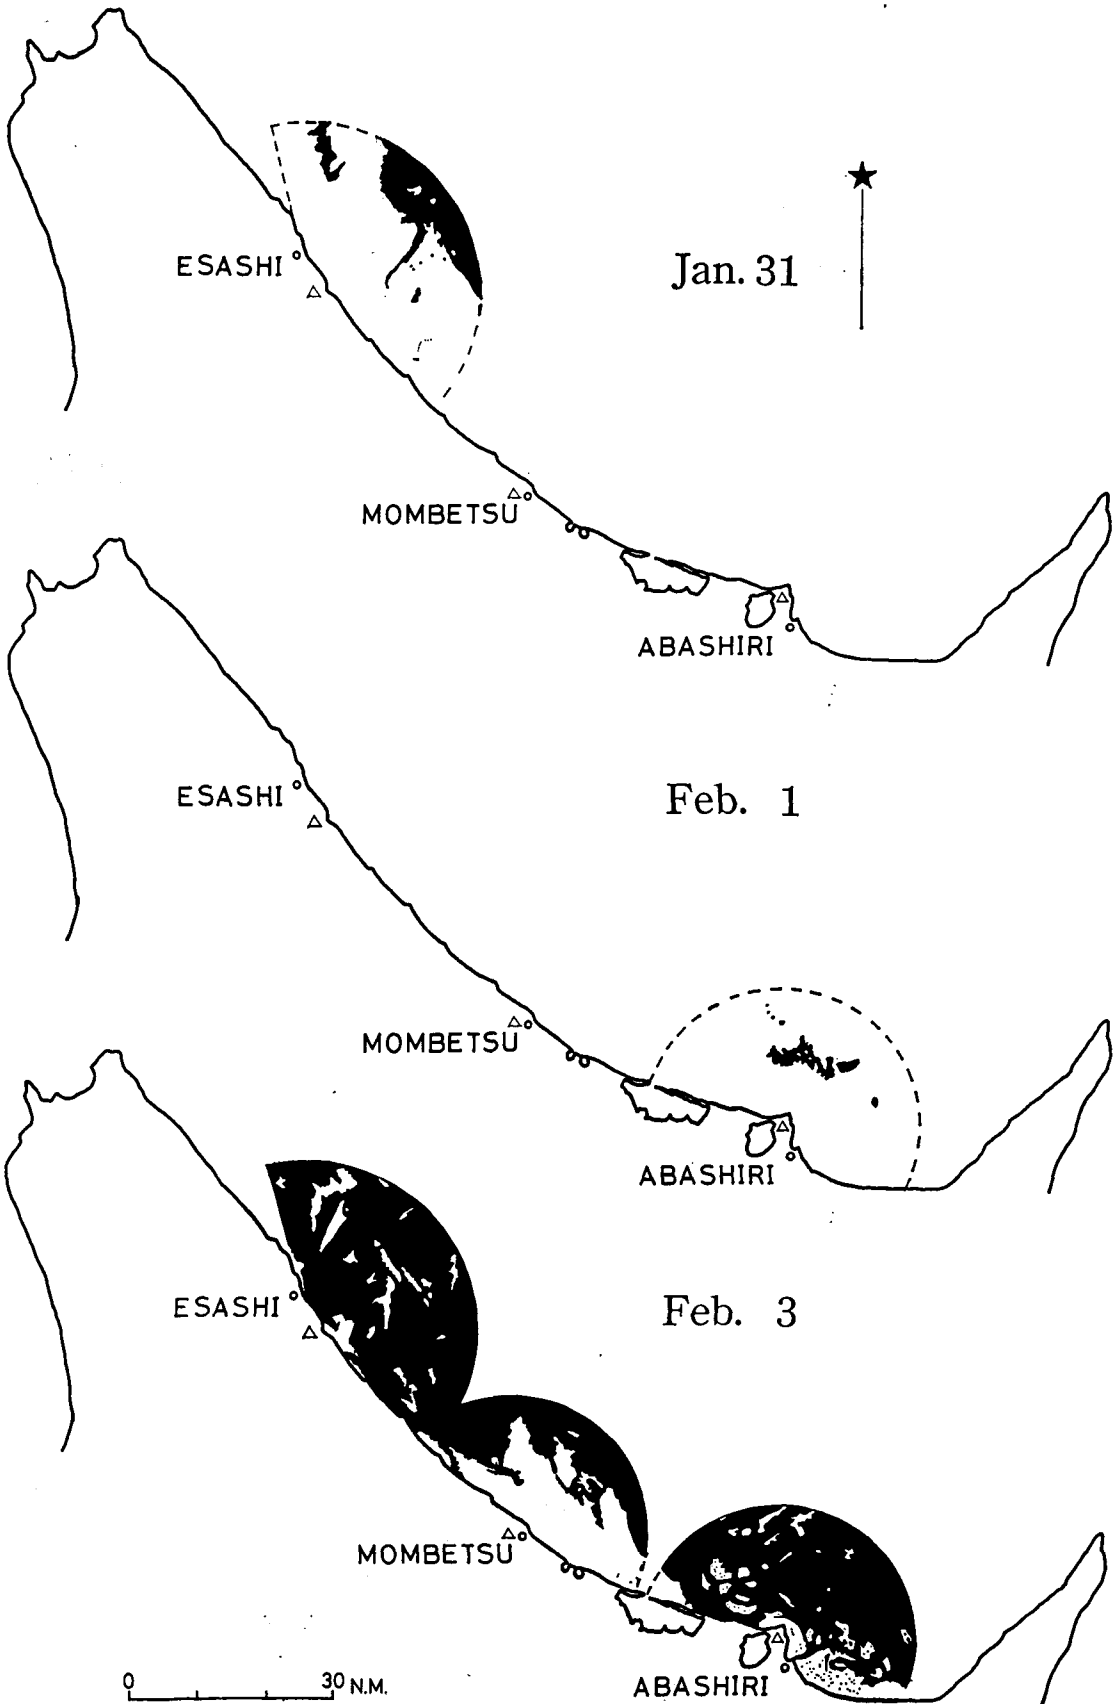 ESASHI
Jan. 31
MOMBETSU
ABASHIRI
ESASHI
Feb. 1
MOMBETSU
ABASHIRI
ESASHI
Feb. 3
MOMBETSU
ABASHIRI
0 30 N.M.